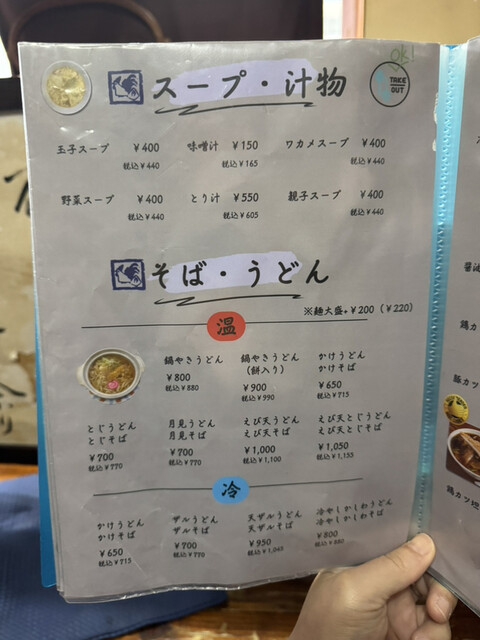 スープ・汁物
OK!
TAKE
OUT
玉子スープ ¥400
税込¥440
味噌汁 ¥150
税込¥165
ワカメスープ ¥400
税込¥440
野菜スープ ¥400
税込¥440
とり汁 ¥550
税込¥605
親子スープ ¥400
税込¥440
そば・うどん
※麺大盛+¥200(¥220)
温
鍋やきうどん
¥800
税込¥880
鍋やきうどん
(餅入り)
¥900
税込¥990
かけうどん
かけそば
¥650
税込¥715
とじうどん
とじそば
¥700
税込¥770
月見うどん
月見そば
¥700
税込¥770
えび天うどん
えび天そば
¥1,000
税込¥1,100
えび天とじうどん
えび天とじそば
¥1,050
税込¥1,155
冷
かけうどん
かけそば
¥650
税込¥715
ザルうどん
ザルそば
¥700
税込¥770
天ザルうどん
天ザルそば
¥950
税込¥1,045
冷やしかしわうどん
冷やしかしわそば
¥800
税込¥880
醤油
鶏カ
豚カッ
鶏カツ